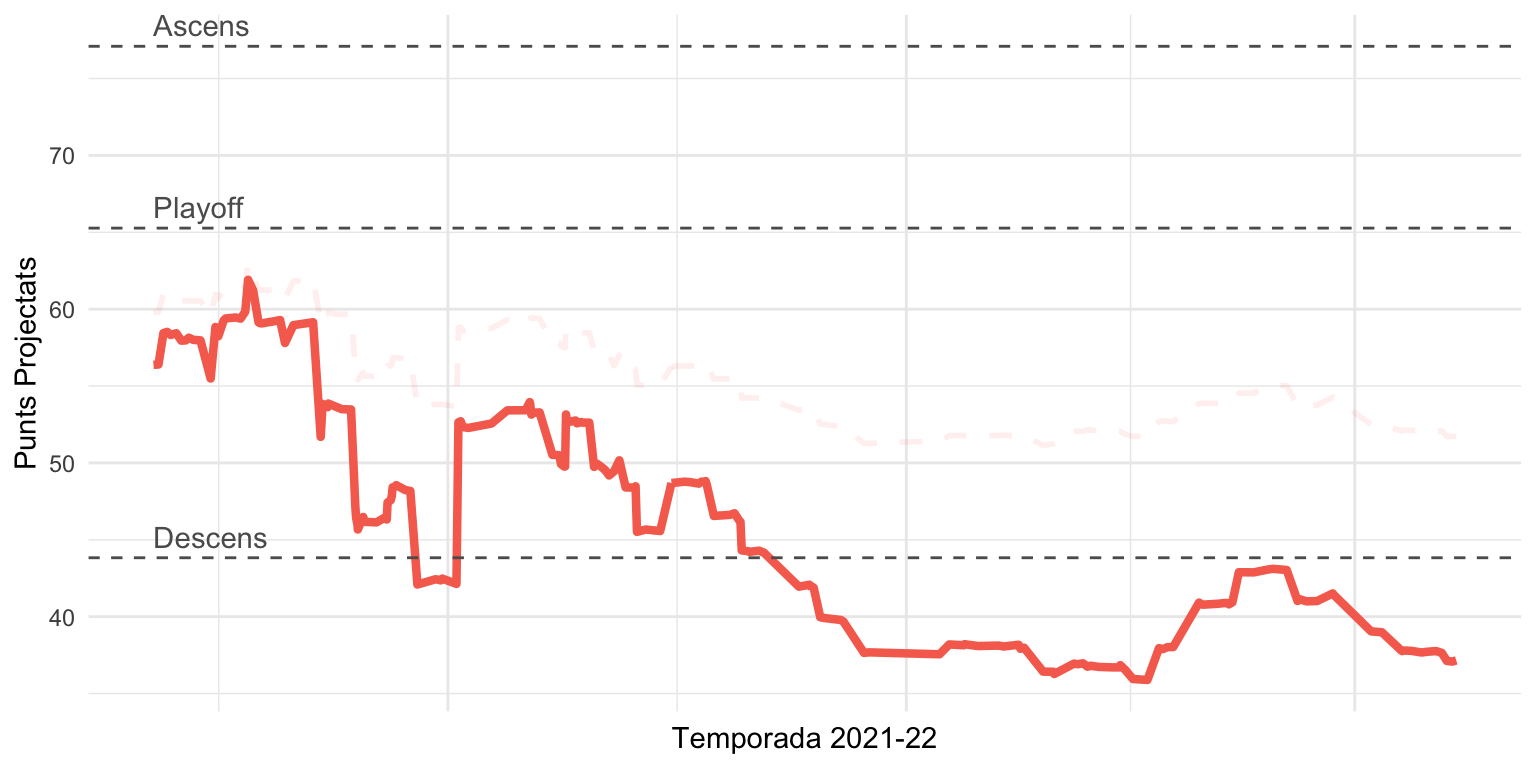 Ascens
70
Playoff
60
50
Descens
40
Punts Projectats
Temporada 2021-22